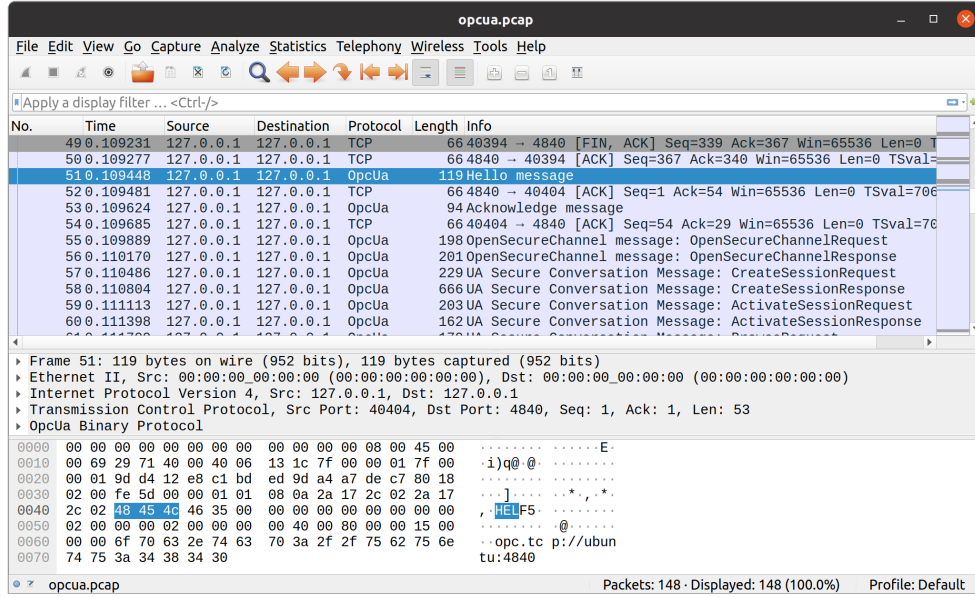 opcua.pcap
File Edit View Go Capture Analyze Statistics Telephony Wireless Tools Help
Apply a display filter … <Ctrl-/>
No. Time Source Destination Protocol Length Info
49 0.109231 127.0.0.1 127.0.0.1 TCP 66 40394 → 4840 [FIN, ACK] Seq=339 Ack=367 Win=65536 Len=0 T
50 0.109277 127.0.0.1 127.0.0.1 TCP 66 4840 → 40394 [ACK] Seq=367 Ack=340 Win=65536 Len=0 TSval=
51 0.109448 127.0.0.1 127.0.0.1 OpcUa 119 Hello message
52 0.109481 127.0.0.1 127.0.0.1 TCP 66 4840 → 40404 [ACK] Seq=1 Ack=54 Win=65536 Len=0 TSval=706
53 0.109624 127.0.0.1 127.0.0.1 OpcUa 94 Acknowledge message
54 0.109685 127.0.0.1 127.0.0.1 TCP 66 40404 → 4840 [ACK] Seq=54 Ack=29 Win=65536 Len=0 TSval=70
55 0.109889 127.0.0.1 127.0.0.1 OpcUa 198 OpenSecureChannel message: OpenSecureChannelRequest
56 0.110170 127.0.0.1 127.0.0.1 OpcUa 201 OpenSecureChannel message: OpenSecureChannelResponse
57 0.110486 127.0.0.1 127.0.0.1 OpcUa 229 UA Secure Conversation Message: CreateSessionRequest
58 0.110804 127.0.0.1 127.0.0.1 OpcUa 666 UA Secure Conversation Message: CreateSessionResponse
59 0.111113 127.0.0.1 127.0.0.1 OpcUa 203 UA Secure Conversation Message: ActivateSessionRequest
60 0.111398 127.0.0.1 127.0.0.1 OpcUa 162 UA Secure Conversation Message: ActivateSessionResponse
Frame 51: 119 bytes on wire (952 bits), 119 bytes captured (952 bits)
Ethernet II, Src: 00:00:00_00:00:00 (00:00:00:00:00:00), Dst: 00:00:00_00:00:00 (00:00:00:00:00:00)
Internet Protocol Version 4, Src: 127.0.0.1, Dst: 127.0.0.1
Transmission Control Protocol, Src Port: 40404, Dst Port: 4840, Seq: 1, Ack: 1, Len: 53
OpcUa Binary Protocol
0000 00 00 00 00 00 00 00 00 00 00 00 00 08 00 45 00 ········ ······E·
0010 00 69 29 71 40 00 40 06 13 1c 7f 00 00 01 7f 00 ·i)q@·@· ········
0020 00 01 9d d4 12 e8 c1 bd ed 9d a4 a7 de c7 80 18 ········ ········
0030 02 00 fe 5d 00 00 01 01 08 0a 2a 17 2c 02 2a 17 ···]···· ··*·,·*·
0040 2c 02 48 45 4c 46 35 00 00 00 00 00 00 00 00 00 ,·HELF5· ········
0050 02 00 00 00 02 00 00 00 00 40 00 80 00 00 15 00 ········ ·@······
0060 00 00 6f 70 63 2e 74 63 70 3a 2f 2f 75 62 75 6e ··opc.tc p://ubun
0070 74 75 3a 34 38 34 30 tu:4840
opcua.pcap Packets: 148 · Displayed: 148 (100.0%) Profile: Default